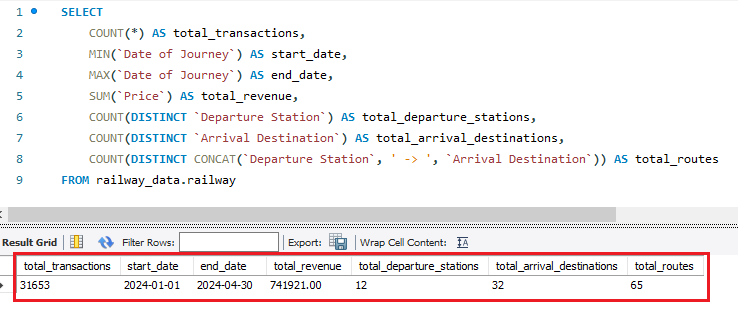 1 SELECT
2 COUNT(*) AS total_transactions,
3 MIN(`Date of Journey`) AS start_date,
4 MAX(`Date of Journey`) AS end_date,
5 SUM(`Price`) AS total_revenue,
6 COUNT(DISTINCT `Departure Station`) AS total_departure_stations,
7 COUNT(DISTINCT `Arrival Destination`) AS total_arrival_destinations,
8 COUNT(DISTINCT CONCAT(`Departure Station`, ' -> ', `Arrival Destination`)) AS total_routes
9 FROM railway_data.railway
Result Grid Filter Rows: Export: Wrap Cell Content:
total_transactions start_date end_date total_revenue total_departure_stations total_arrival_destinations total_routes
31653 2024-01-01 2024-04-30 741921.00 12 32 65